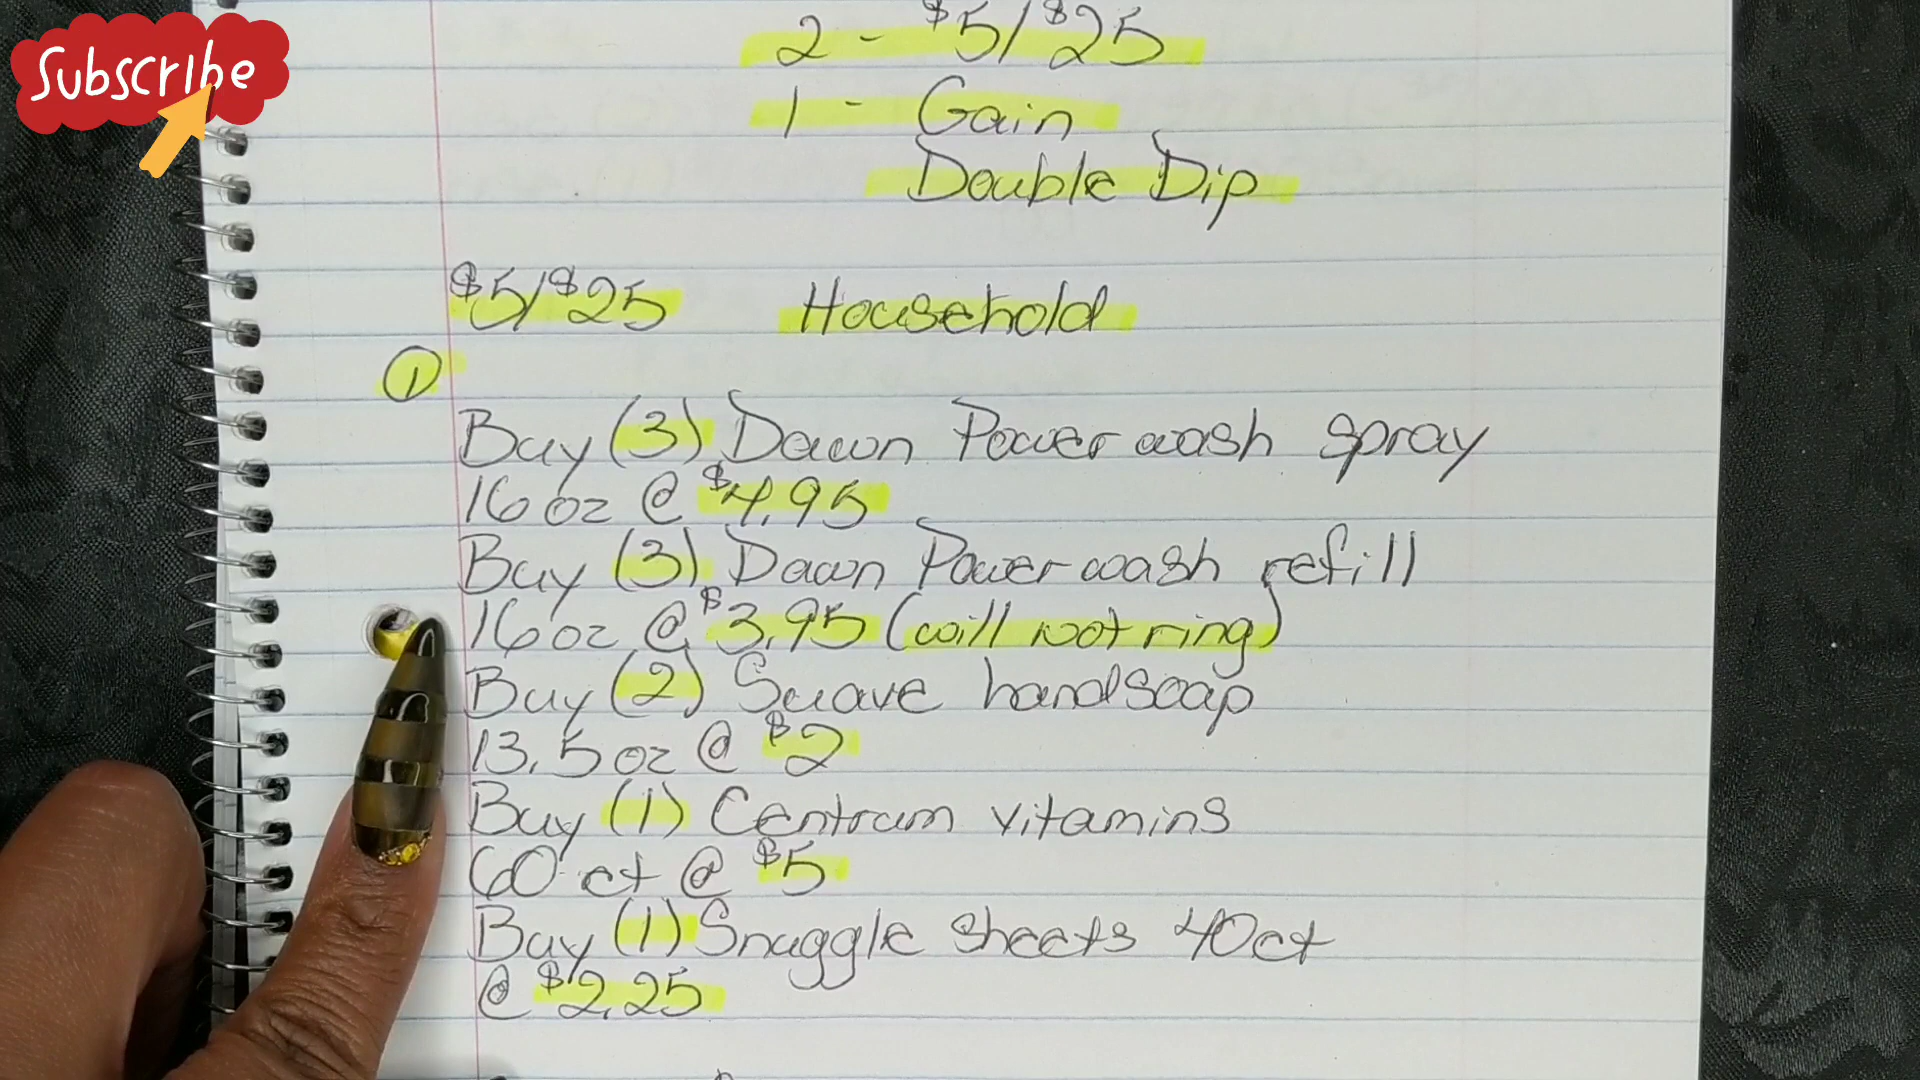 Subscribe
2 - $5/$25
1 - Gain
Double Dip
$5/$25 Household
1
Buy (3) Dawn Powerwash spray
16 oz @ $4.95
Buy (3) Dawn Powerwash refill
16 oz @ $3.95 (will not ring)
Buy (2) Suave handsoap
13.5 oz @ $2
Buy (1) Centrum vitamins
60 ct @ $5
Buy (1) Snuggle sheets 40ct
@ $2.25